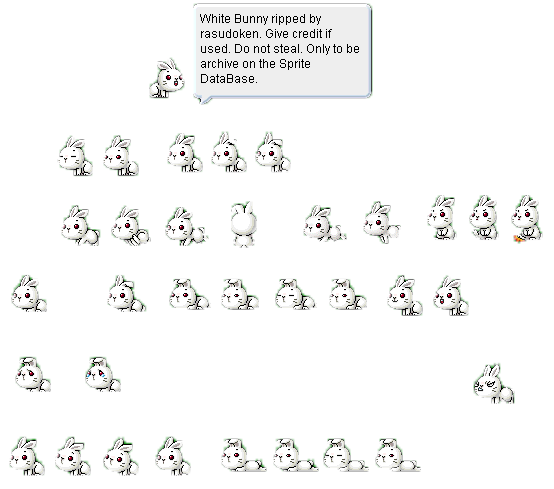 White Bunny ripped by
rasudoken. Give credit if
used. Do not steal. Only to be
archive on the Sprite
DataBase.